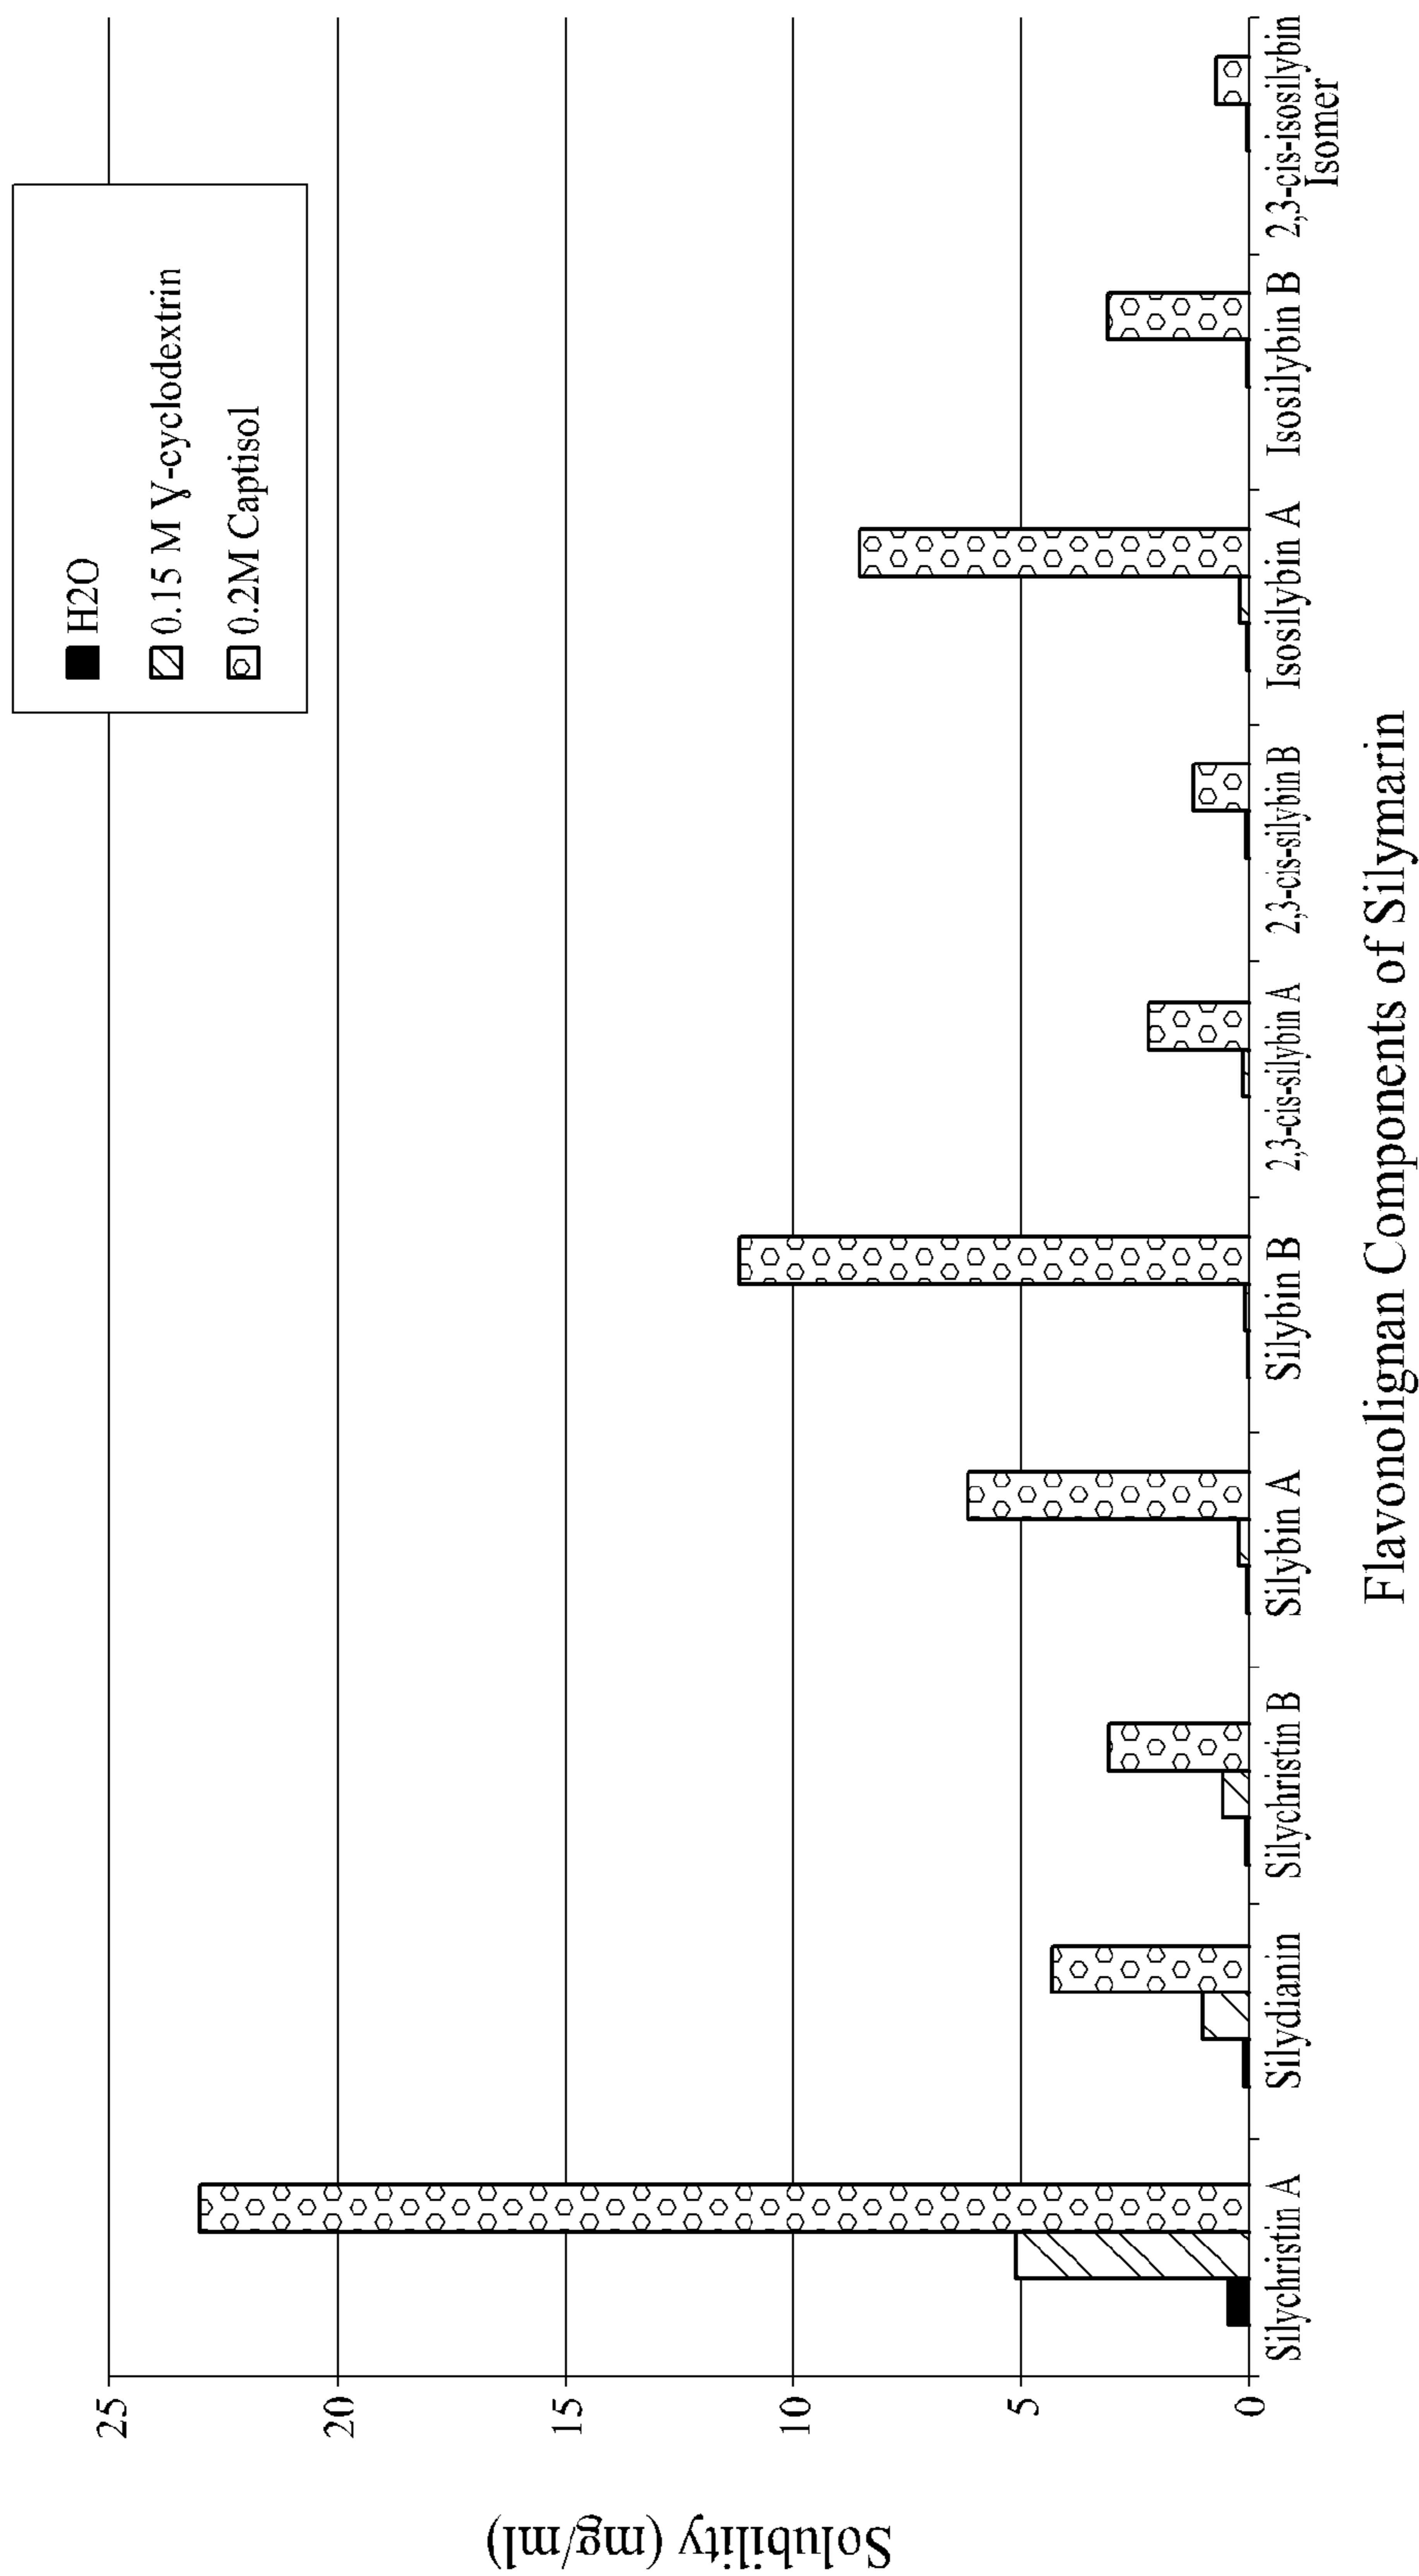 H2O
0.15 M γ-cyclodextrin
0.2M Captisol
Solubility (mg/ml)
25
20
15
10
5
0
Silychristin A
Silydianin
Silychristin B
Silybin A
Silybin B
2,3-cis-silybin A
2,3-cis-silybin B
Isosilybin A
Isosilybin B
2,3-cis-isosilybin
Isomer
Flavonolignan Components of Silymarin